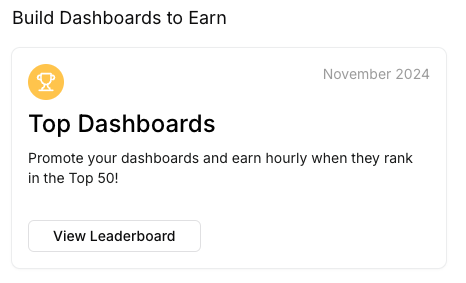 Build Dashboards to Earn
November 2024
Top Dashboards
Promote your dashboards and earn hourly when they rank
in the Top 50!
View Leaderboard